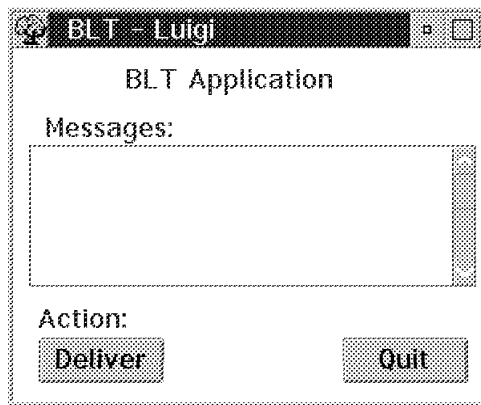 BLT - Luigi
BLT Application
Messages:
Action:
Deliver Quit